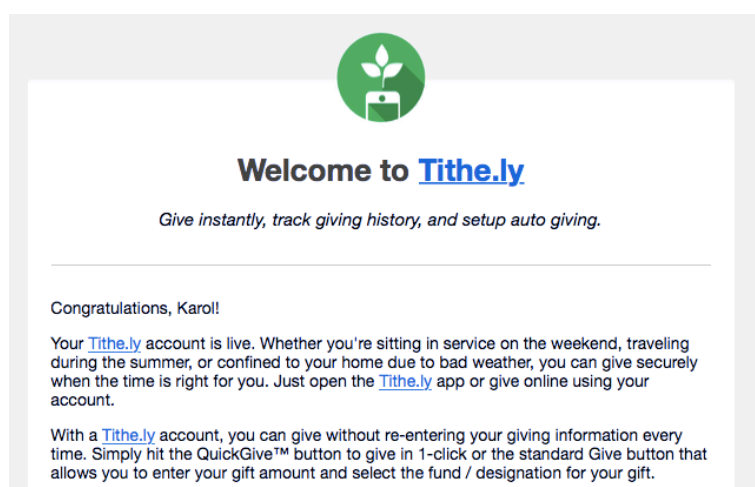 Welcome to Tithe.ly
Give instantly, track giving history, and setup auto giving.
Congratulations, Karol!
Your Tithe.ly account is live. Whether you're sitting in service on the weekend, traveling
during the summer, or confined to your home due to bad weather, you can give securely
when the time is right for you. Just open the Tithe.ly app or give online using your
account.
With a Tithe.ly account, you can give without re-entering your giving information every
time. Simply hit the QuickGive™ button to give in 1-click or the standard Give button that
allows you to enter your gift amount and select the fund / designation for your gift.